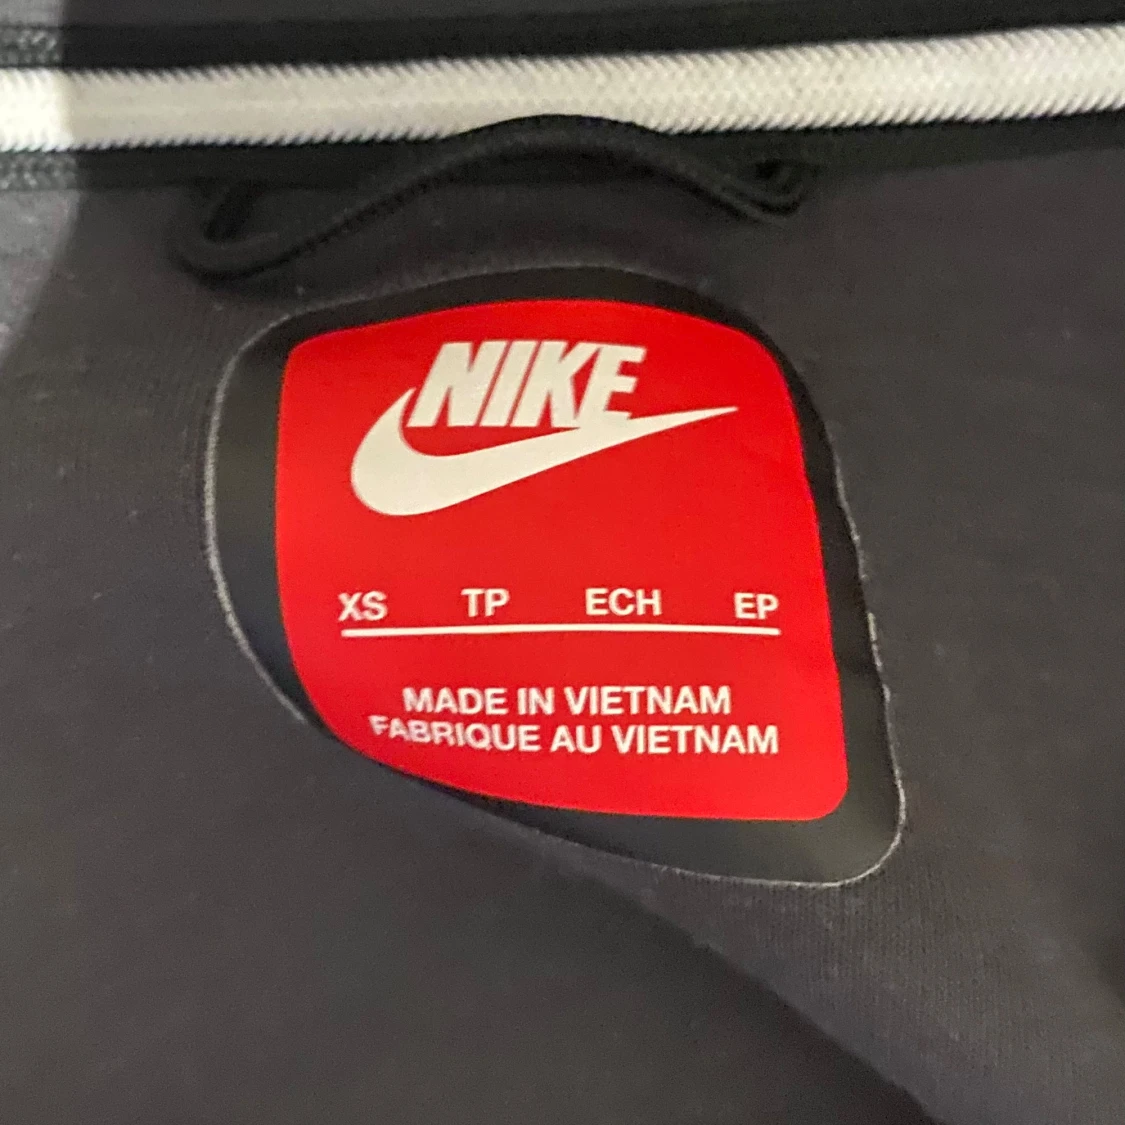 NIKE
XS TP ECH EP
MADE IN VIETNAM
FABRIQUE AU VIETNAM